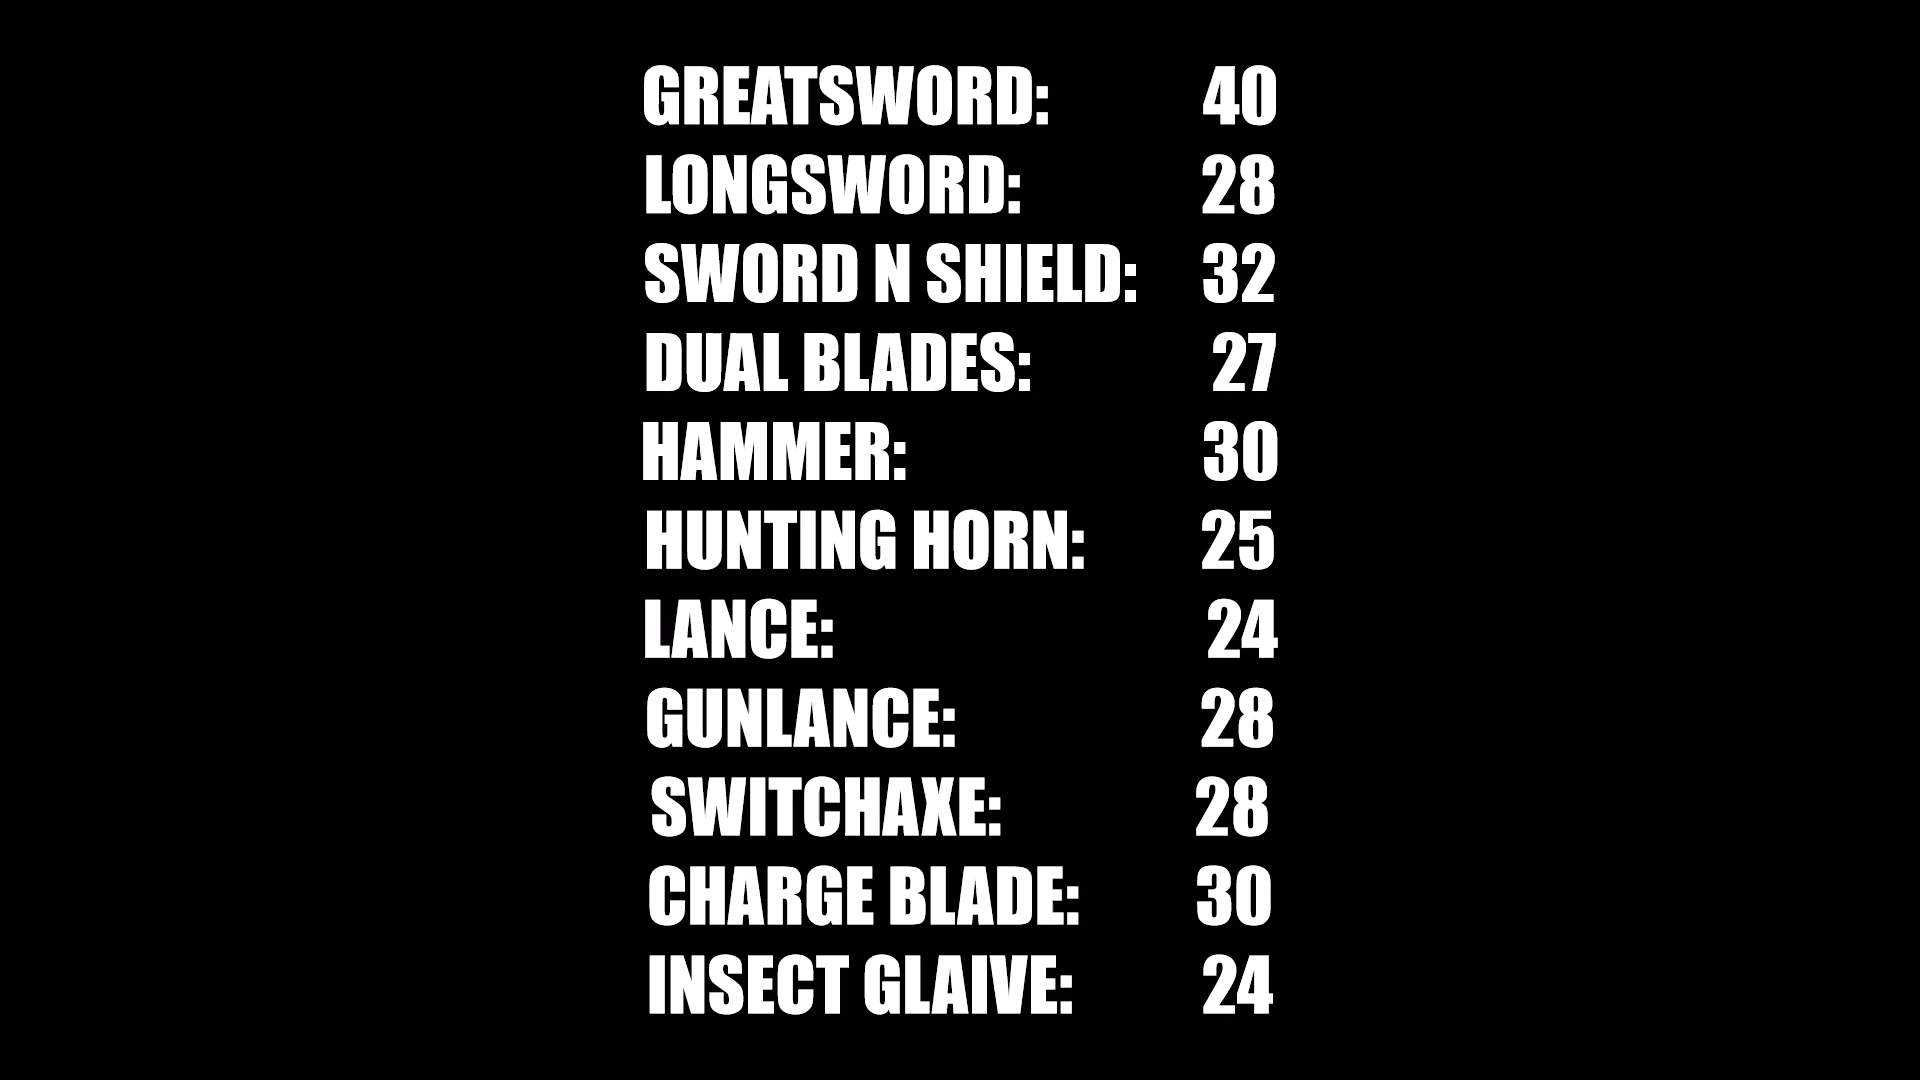 GREATSWORD: 40
LONGSWORD: 28
SWORD N SHIELD: 32
DUAL BLADES: 27
HAMMER: 30
HUNTING HORN: 25
LANCE: 24
GUNLANCE: 28
SWITCHAXE: 28
CHARGE BLADE: 30
INSECT GLAIVE: 24